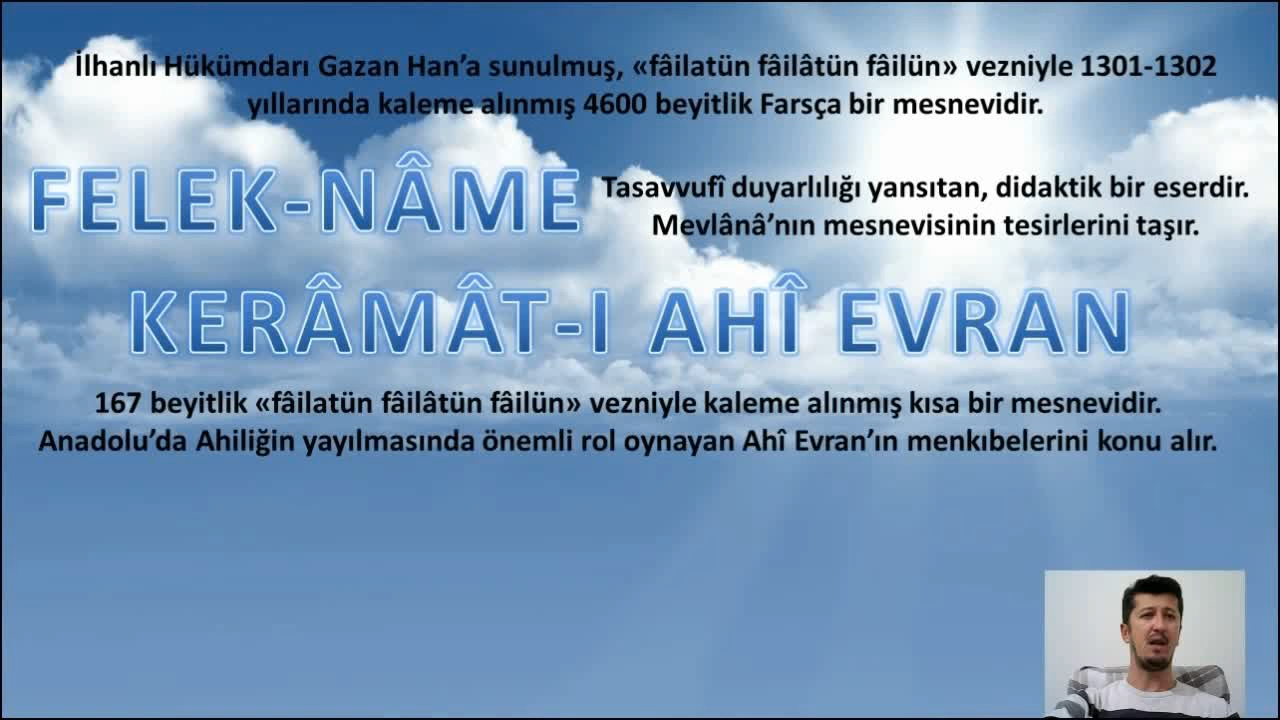 İlhanlı Hükümdarı Gazan Han’a sunulmuş, «fâilatün fâilâtün fâilün» vezniyle 1301-1302
yıllarında kaleme alınmış 4600 beyitlik Farsça bir mesnevidir.
FELEK-NÂME
Tasavvufî duyarlılığı yansıtan, didaktik bir eserdir.
Mevlânâ’nın mesnevisinin tesirlerini taşır.
KERÂMÂT-I AHÎ EVRAN
167 beyitlik «fâilatün fâilâtün fâilün» vezniyle kaleme alınmış kısa bir mesnevidir.
Anadolu’da Ahiliğin yayılmasında önemli rol oynayan Ahî Evran’ın menkıbelerini konu alır.